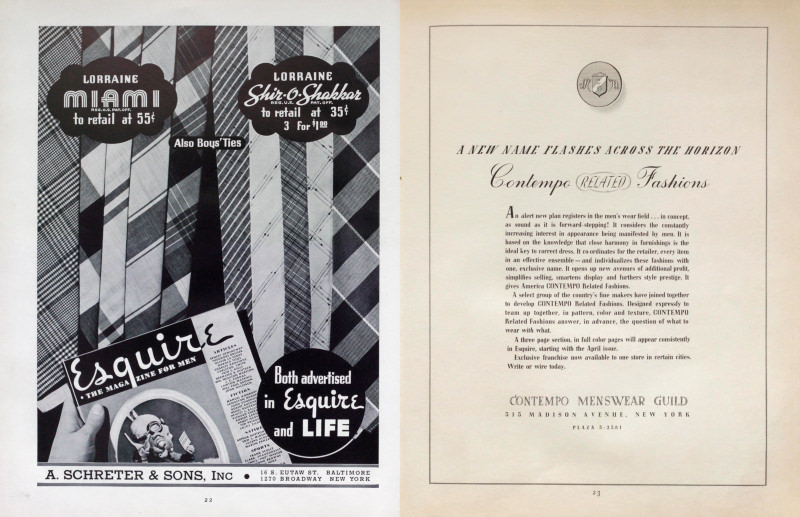 LORRAINE
MIAMI
REG. U.S. PAT. OFF.
to retail at 55¢
LORRAINE
Shir-O-Shakkar
REG. U.S. PAT. OFF.
to retail at 35¢
3 For $1.00
Also Boys' Ties
Esquire
• THE MAGAZINE FOR MEN
ARTICLES
FICTION
SPORTS
Both advertised
in Esquire
and LIFE
A. SCHRETER & SONS, INC •
16 S. EUTAW ST. BALTIMORE
1270 BROADWAY NEW YORK
22
A NEW NAME FLASHES ACROSS THE HORIZON
Contempo RELATED Fashions
An alert new plan registers in the men's wear field . . . in concept,
as sound as it is forward-stepping! It considers the constantly
increasing interest in appearance being manifested by men. It is
based on the knowledge that close harmony in furnishings is the
ideal key to correct dress. It co-ordinates for the retailer, every item
in an effective ensemble—and individualizes these fashions with
one, exclusive name. It opens up new avenues of additional profit,
simplifies selling, smartens display and furthers style prestige. It
gives America CONTEMPO Related Fashions.
A select group of the country's fine makers have joined together
to develop CONTEMPO Related Fashions. Designed expressly to
team up together, in pattern, color and texture, CONTEMPO
Related Fashions answer, in advance, the question of what to
wear with what.
A three page section, in full color pages will appear consistently
in Esquire, starting with the April issue.
Exclusive franchise now available to one store in certain cities.
Write or wire today.
CONTEMPO MENSWEAR GUILD
515 MADISON AVENUE, NEW YORK
PLAZA 5-2581
23